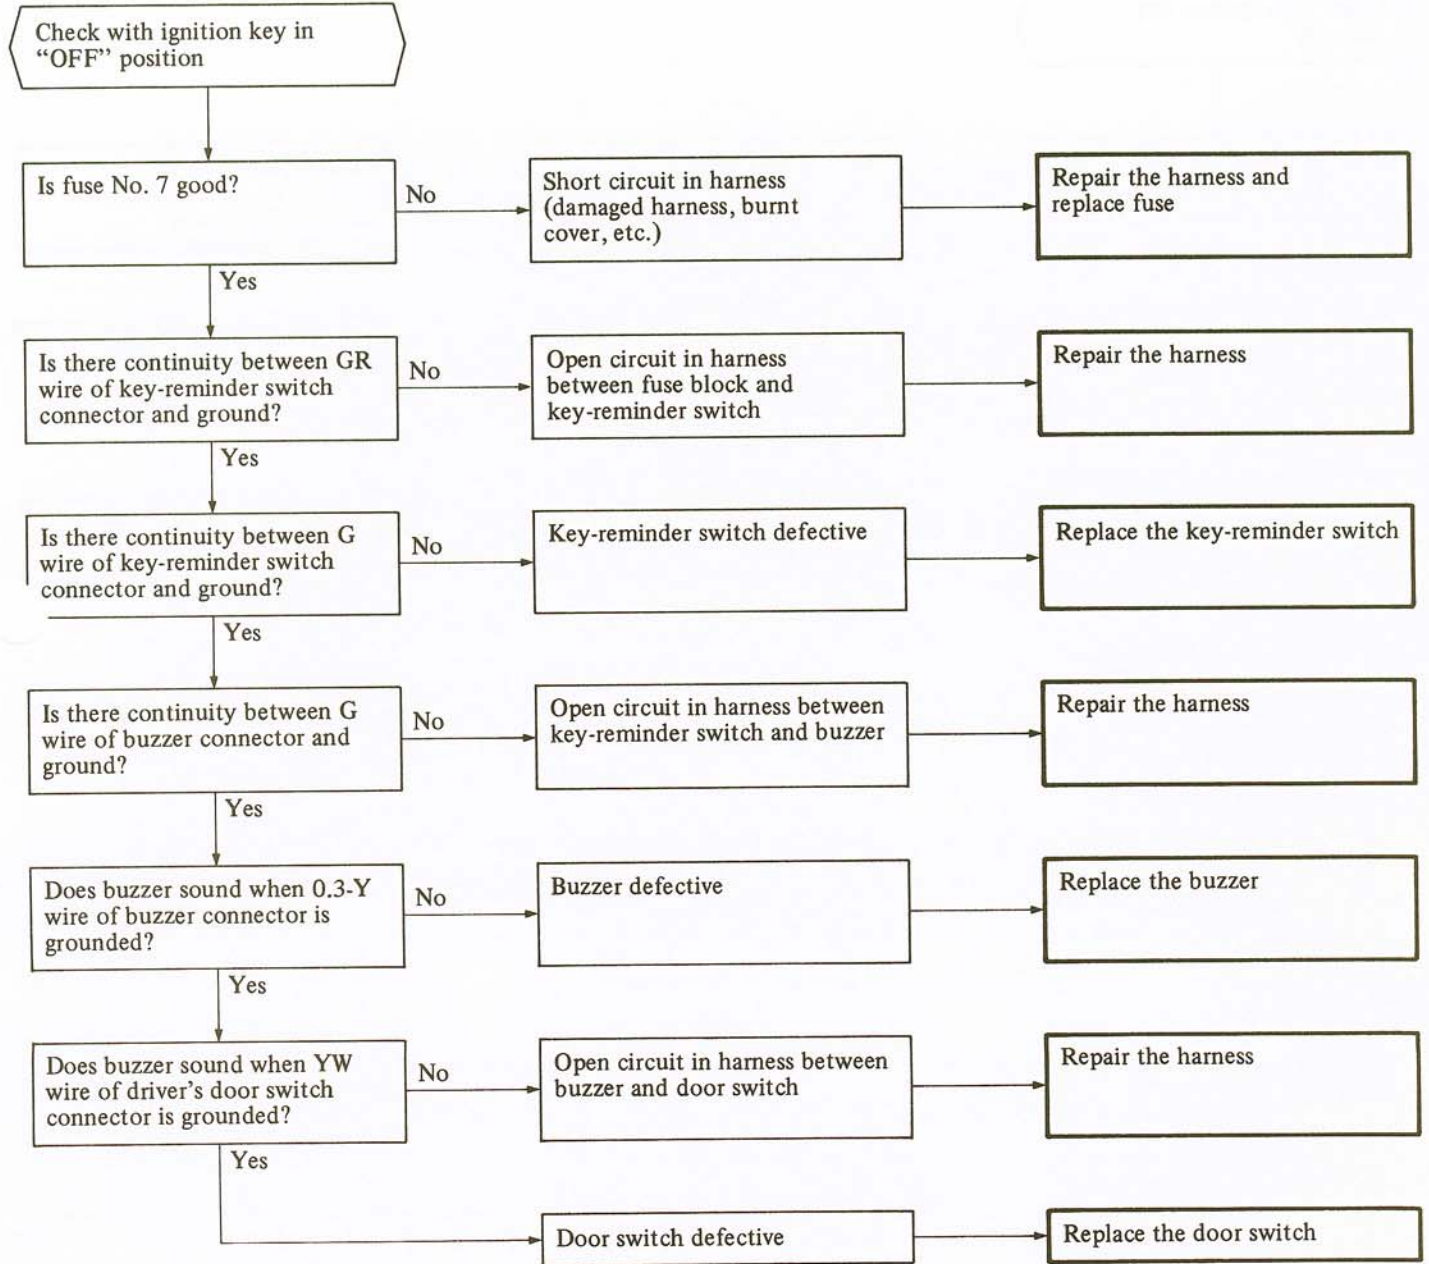 Check with ignition key in
“OFF” position
Is fuse No. 7 good?
No
Short circuit in harness
(damaged harness, burnt
cover, etc.)
Repair the harness and
replace fuse
Yes
Is there continuity between GR
wire of key-reminder switch
connector and ground?
No
Open circuit in harness
between fuse block and
key-reminder switch
Repair the harness
Yes
Is there continuity between G
wire of key-reminder switch
connector and ground?
No
Key-reminder switch defective
Replace the key-reminder switch
Yes
Is there continuity between G
wire of buzzer connector and
ground?
No
Open circuit in harness between
key-reminder switch and buzzer
Repair the harness
Yes
Does buzzer sound when 0.3-Y
wire of buzzer connector is
grounded?
No
Buzzer defective
Replace the buzzer
Yes
Does buzzer sound when YW
wire of driver’s door switch
connector is grounded?
No
Open circuit in harness between
buzzer and door switch
Repair the harness
Yes
Door switch defective
Replace the door switch